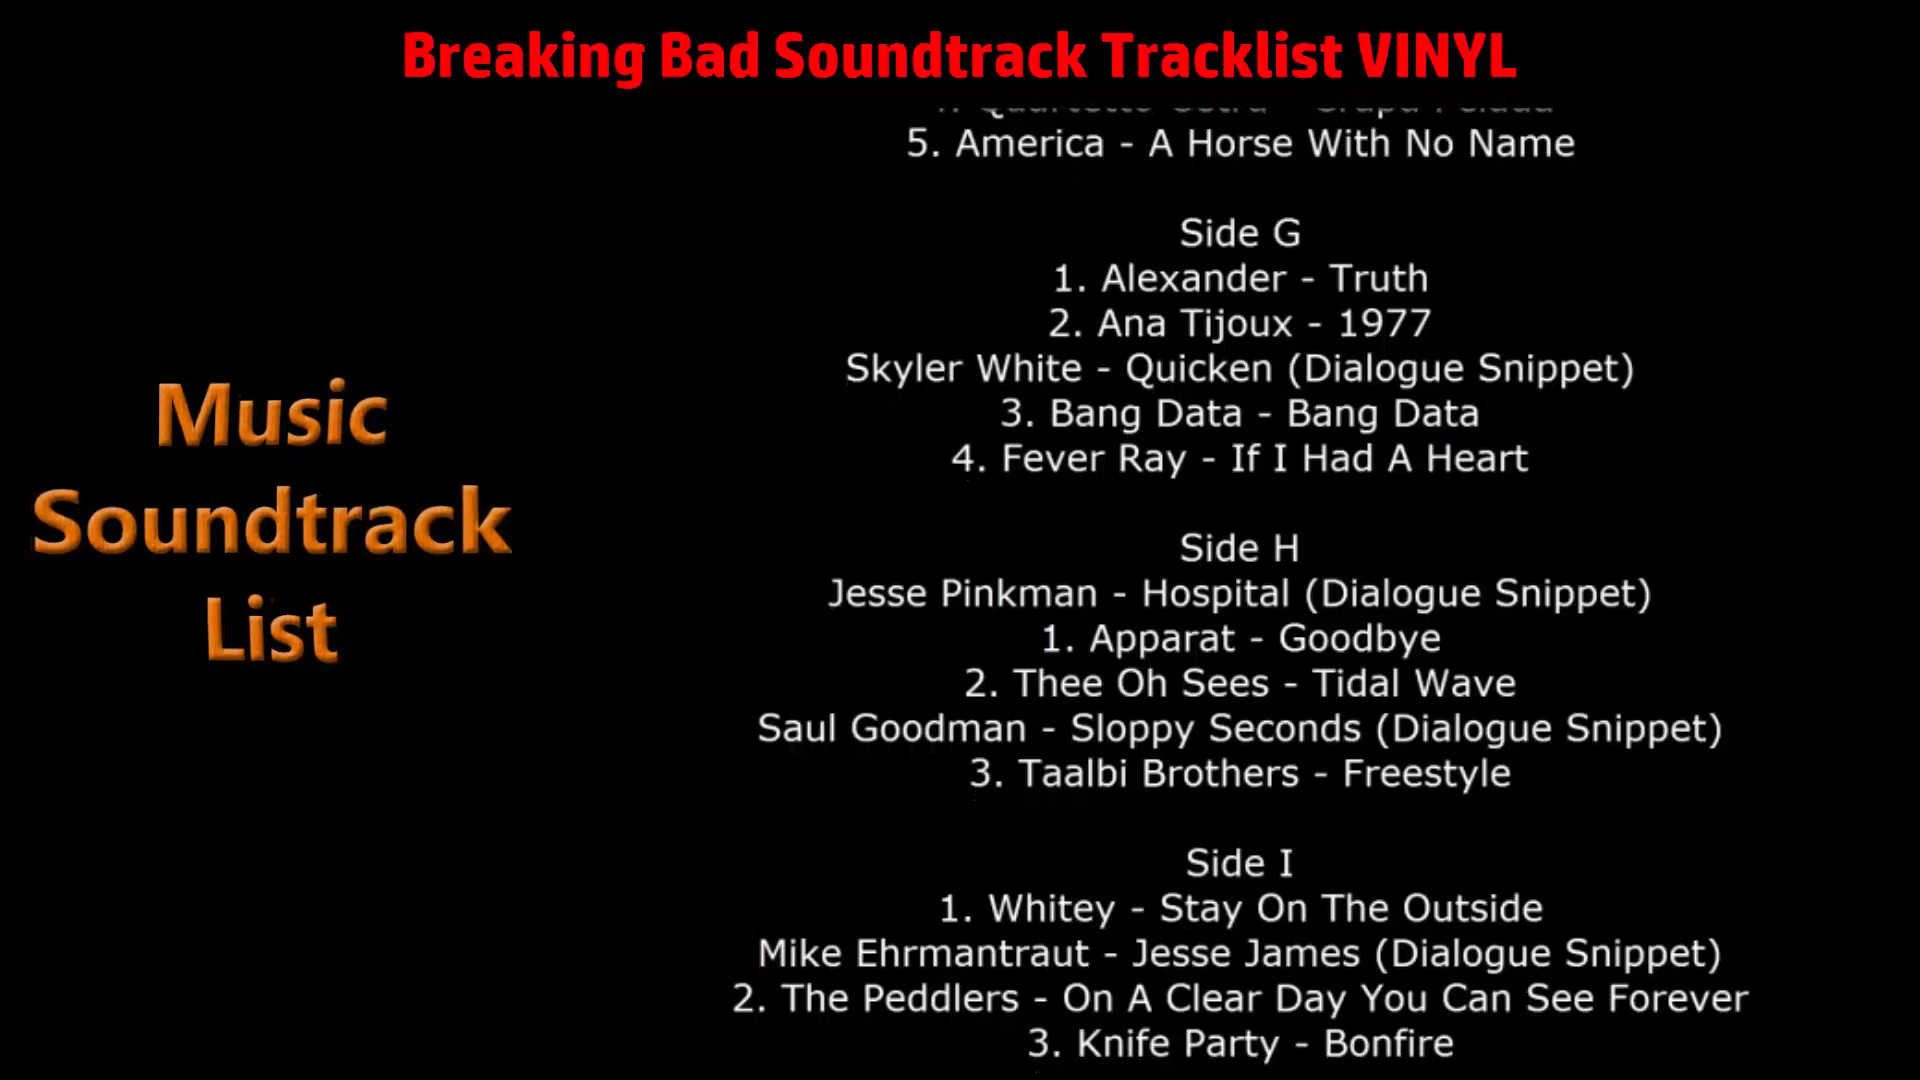 Breaking Bad Soundtrack Tracklist VINYL
5. America - A Horse With No Name
Side G
1. Alexander - Truth
2. Ana Tijoux - 1977
Skyler White - Quicken (Dialogue Snippet)
3. Bang Data - Bang Data
4. Fever Ray - If I Had A Heart
Side H
Jesse Pinkman - Hospital (Dialogue Snippet)
1. Apparat - Goodbye
2. Thee Oh Sees - Tidal Wave
Saul Goodman - Sloppy Seconds (Dialogue Snippet)
3. Taalbi Brothers - Freestyle
Side I
1. Whitey - Stay On The Outside
Mike Ehrmantraut - Jesse James (Dialogue Snippet)
2. The Peddlers - On A Clear Day You Can See Forever
3. Knife Party - Bonfire
Music
Soundtrack
List